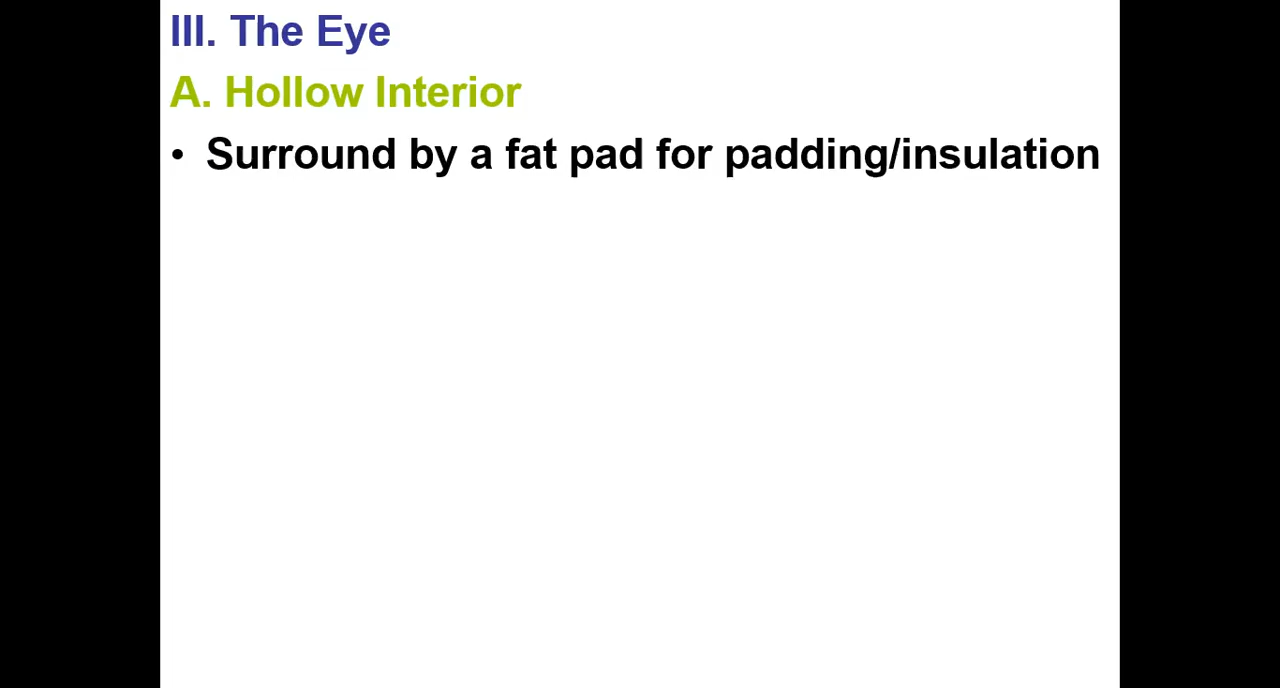 III. The Eye
A. Hollow Interior
• Surround by a fat pad for padding/insulation